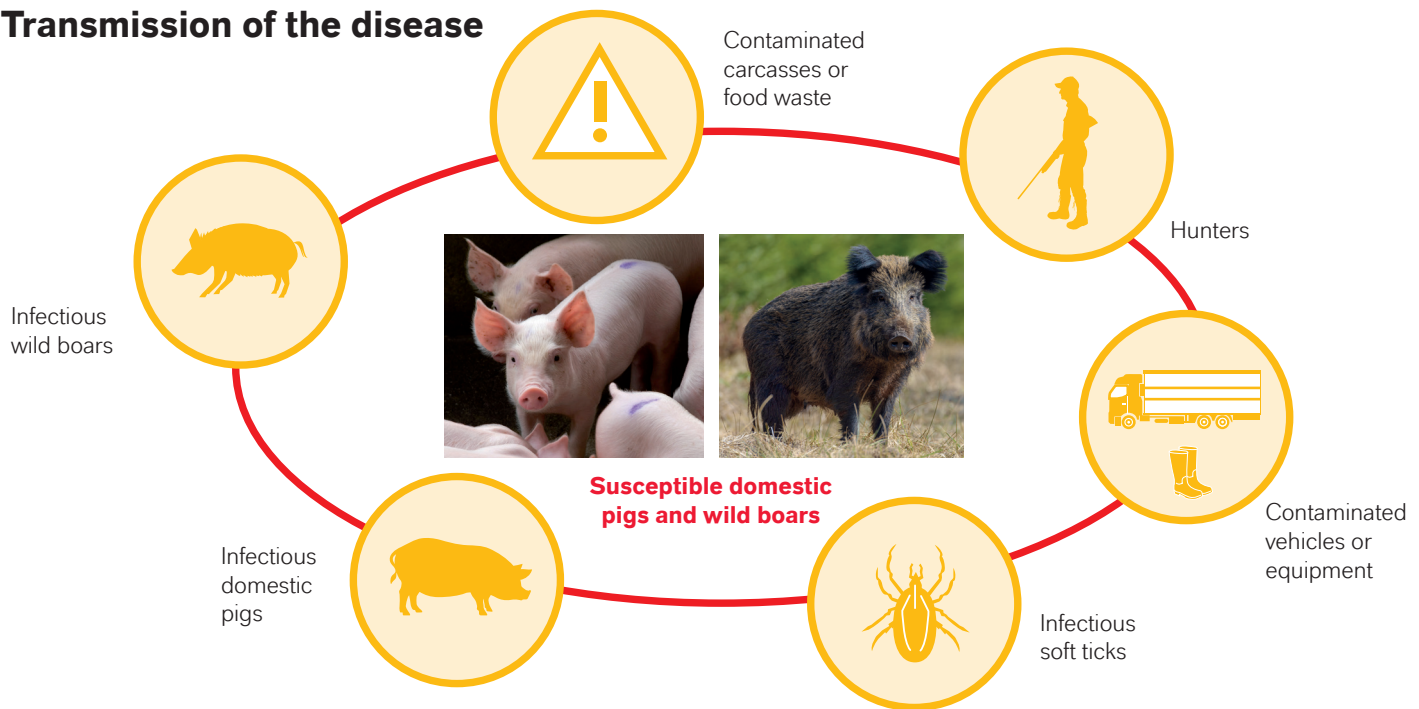 Transmission of the disease
Contaminated
carcasses or
food waste
Hunters
Infectious
wild boars
Susceptible domestic
pigs and wild boars
Contaminated
vehicles or
equipment
Infectious
domestic
pigs
Infectious
soft ticks